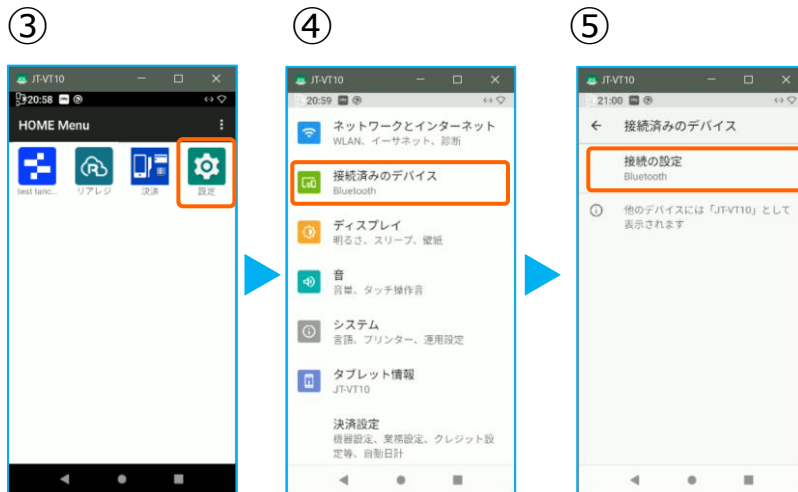 ③
JT-VT10
20:58
HOME Menu
test tanc...
リアレジ
決済
設定
④
JT-VT10
20:59
ネットワークとインターネット
WLAN、イーサネット、診断
接続済みのデバイス
Bluetooth
ディスプレイ
明るさ、スリープ、壁紙
音
音量、タッチ操作音
システム
言語、プリンター、運用設定
タブレット情報
JT-VT10
決済設定
機器設定、業務設定、クレジット設
定等、自動日計
⑤
JT-VT10
21:00
接続済みのデバイス
接続の設定
Bluetooth
他のデバイスには「JT-VT10」として
表示されます